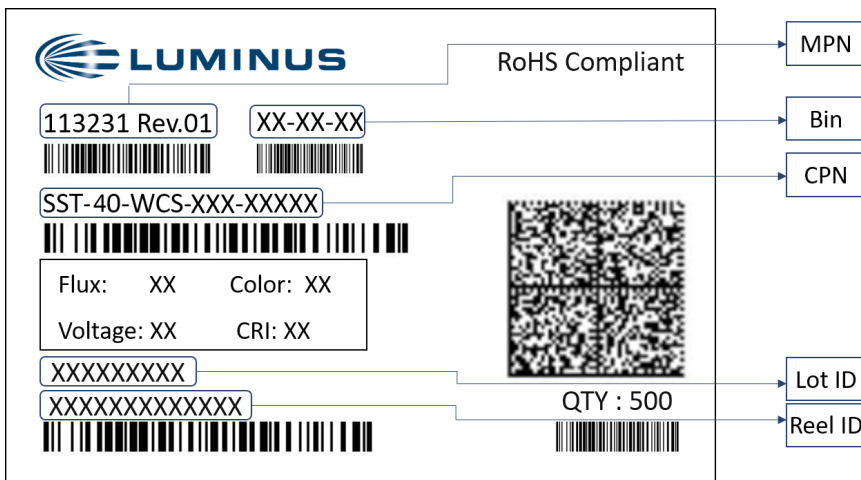 LUMINUS
RoHS Compliant
MPN
113231 Rev.01
XX-XX-XX
Bin
SST-40-WCS-XXX-XXXXX
CPN
Flux: XX Color: XX
Voltage: XX CRI: XX
XXXXXXXXX
Lot ID
XXXXXXXXXXXXX
QTY : 500
Reel ID